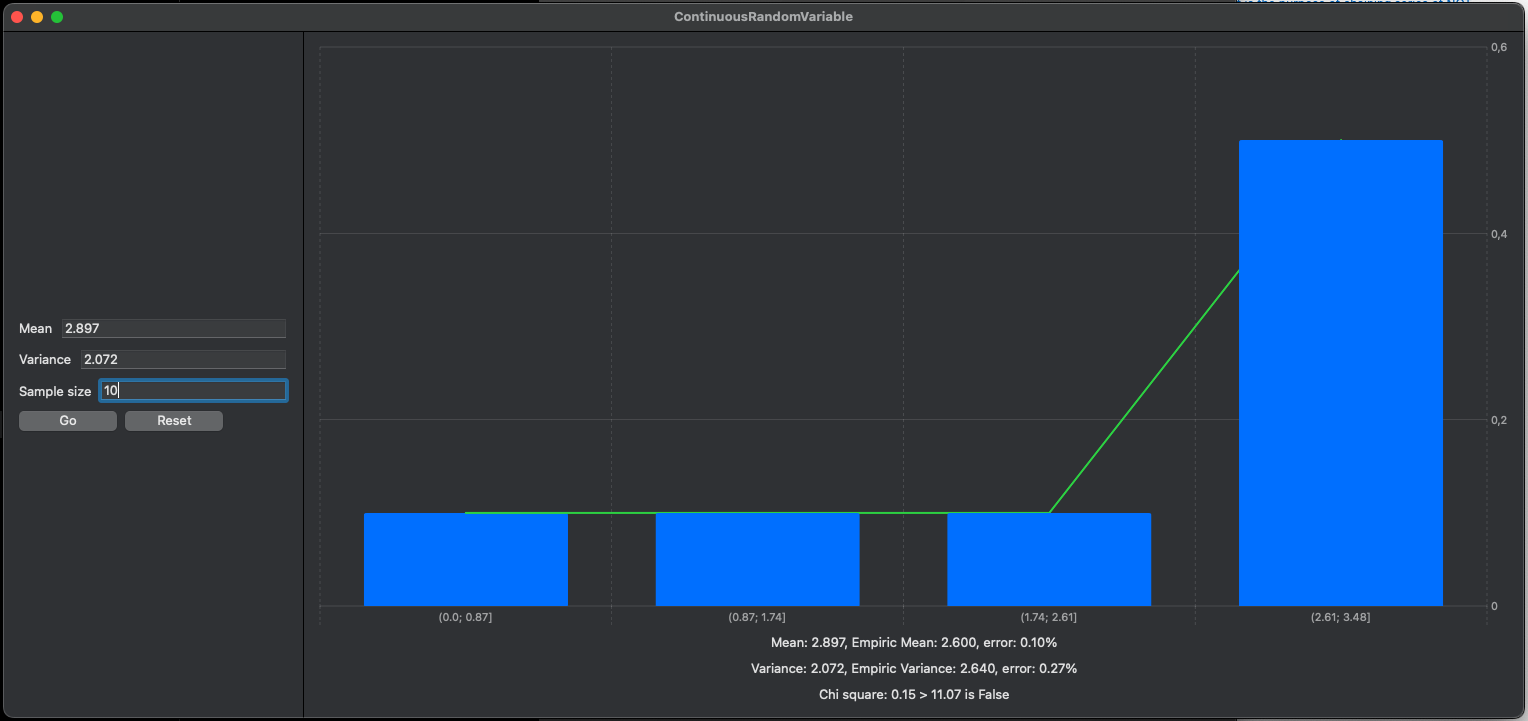 ContinuousRandomVariable
Mean 2.897
Variance 2.072
Sample size 10
Go Reset
0,6
0,4
0,2
0
(0.0; 0.87] (0.87; 1.74] (1.74; 2.61] (2.61; 3.48]
Mean: 2.897, Empiric Mean: 2.600, error: 0.10%
Variance: 2.072, Empiric Variance: 2.640, error: 0.27%
Chi square: 0.15 > 11.07 is False